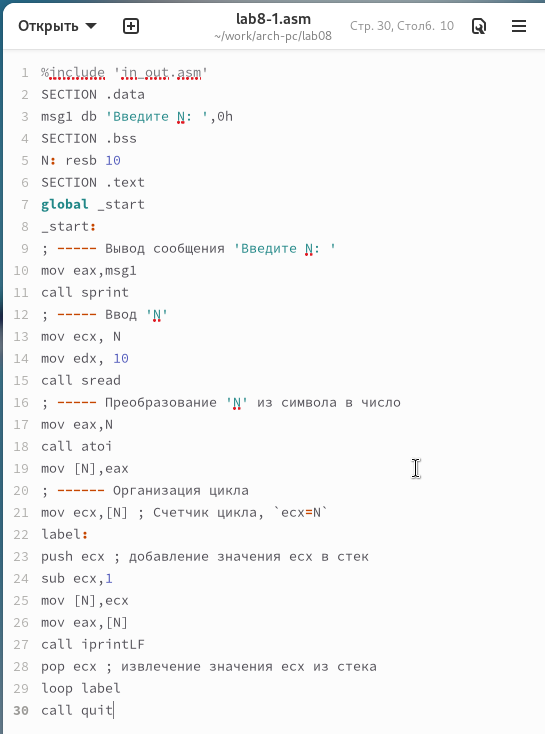 Открыть
lab8-1.asm
~/work/arch-pc/lab08
Стр. 30, Столб. 10
1 %include 'in_out.asm'
2 SECTION .data
3 msg1 db 'Введите N: ',0h
4 SECTION .bss
5 N: resb 10
6 SECTION .text
7 global _start
8 _start:
9 ; ----- Вывод сообщения 'Введите N: '
10 mov eax,msg1
11 call sprint
12 ; ----- Ввод 'N'
13 mov ecx, N
14 mov edx, 10
15 call sread
16 ; ----- Преобразование 'N' из символа в число
17 mov eax,N
18 call atoi
19 mov [N],eax
20 ; ------ Организация цикла
21 mov ecx,[N] ; Счетчик цикла, `ecx=N`
22 label:
23 push ecx ; добавление значения ecx в стек
24 sub ecx,1
25 mov [N],ecx
26 mov eax,[N]
27 call iprintLF
28 pop ecx ; извлечение значения ecx из стека
29 loop label
30 call quit